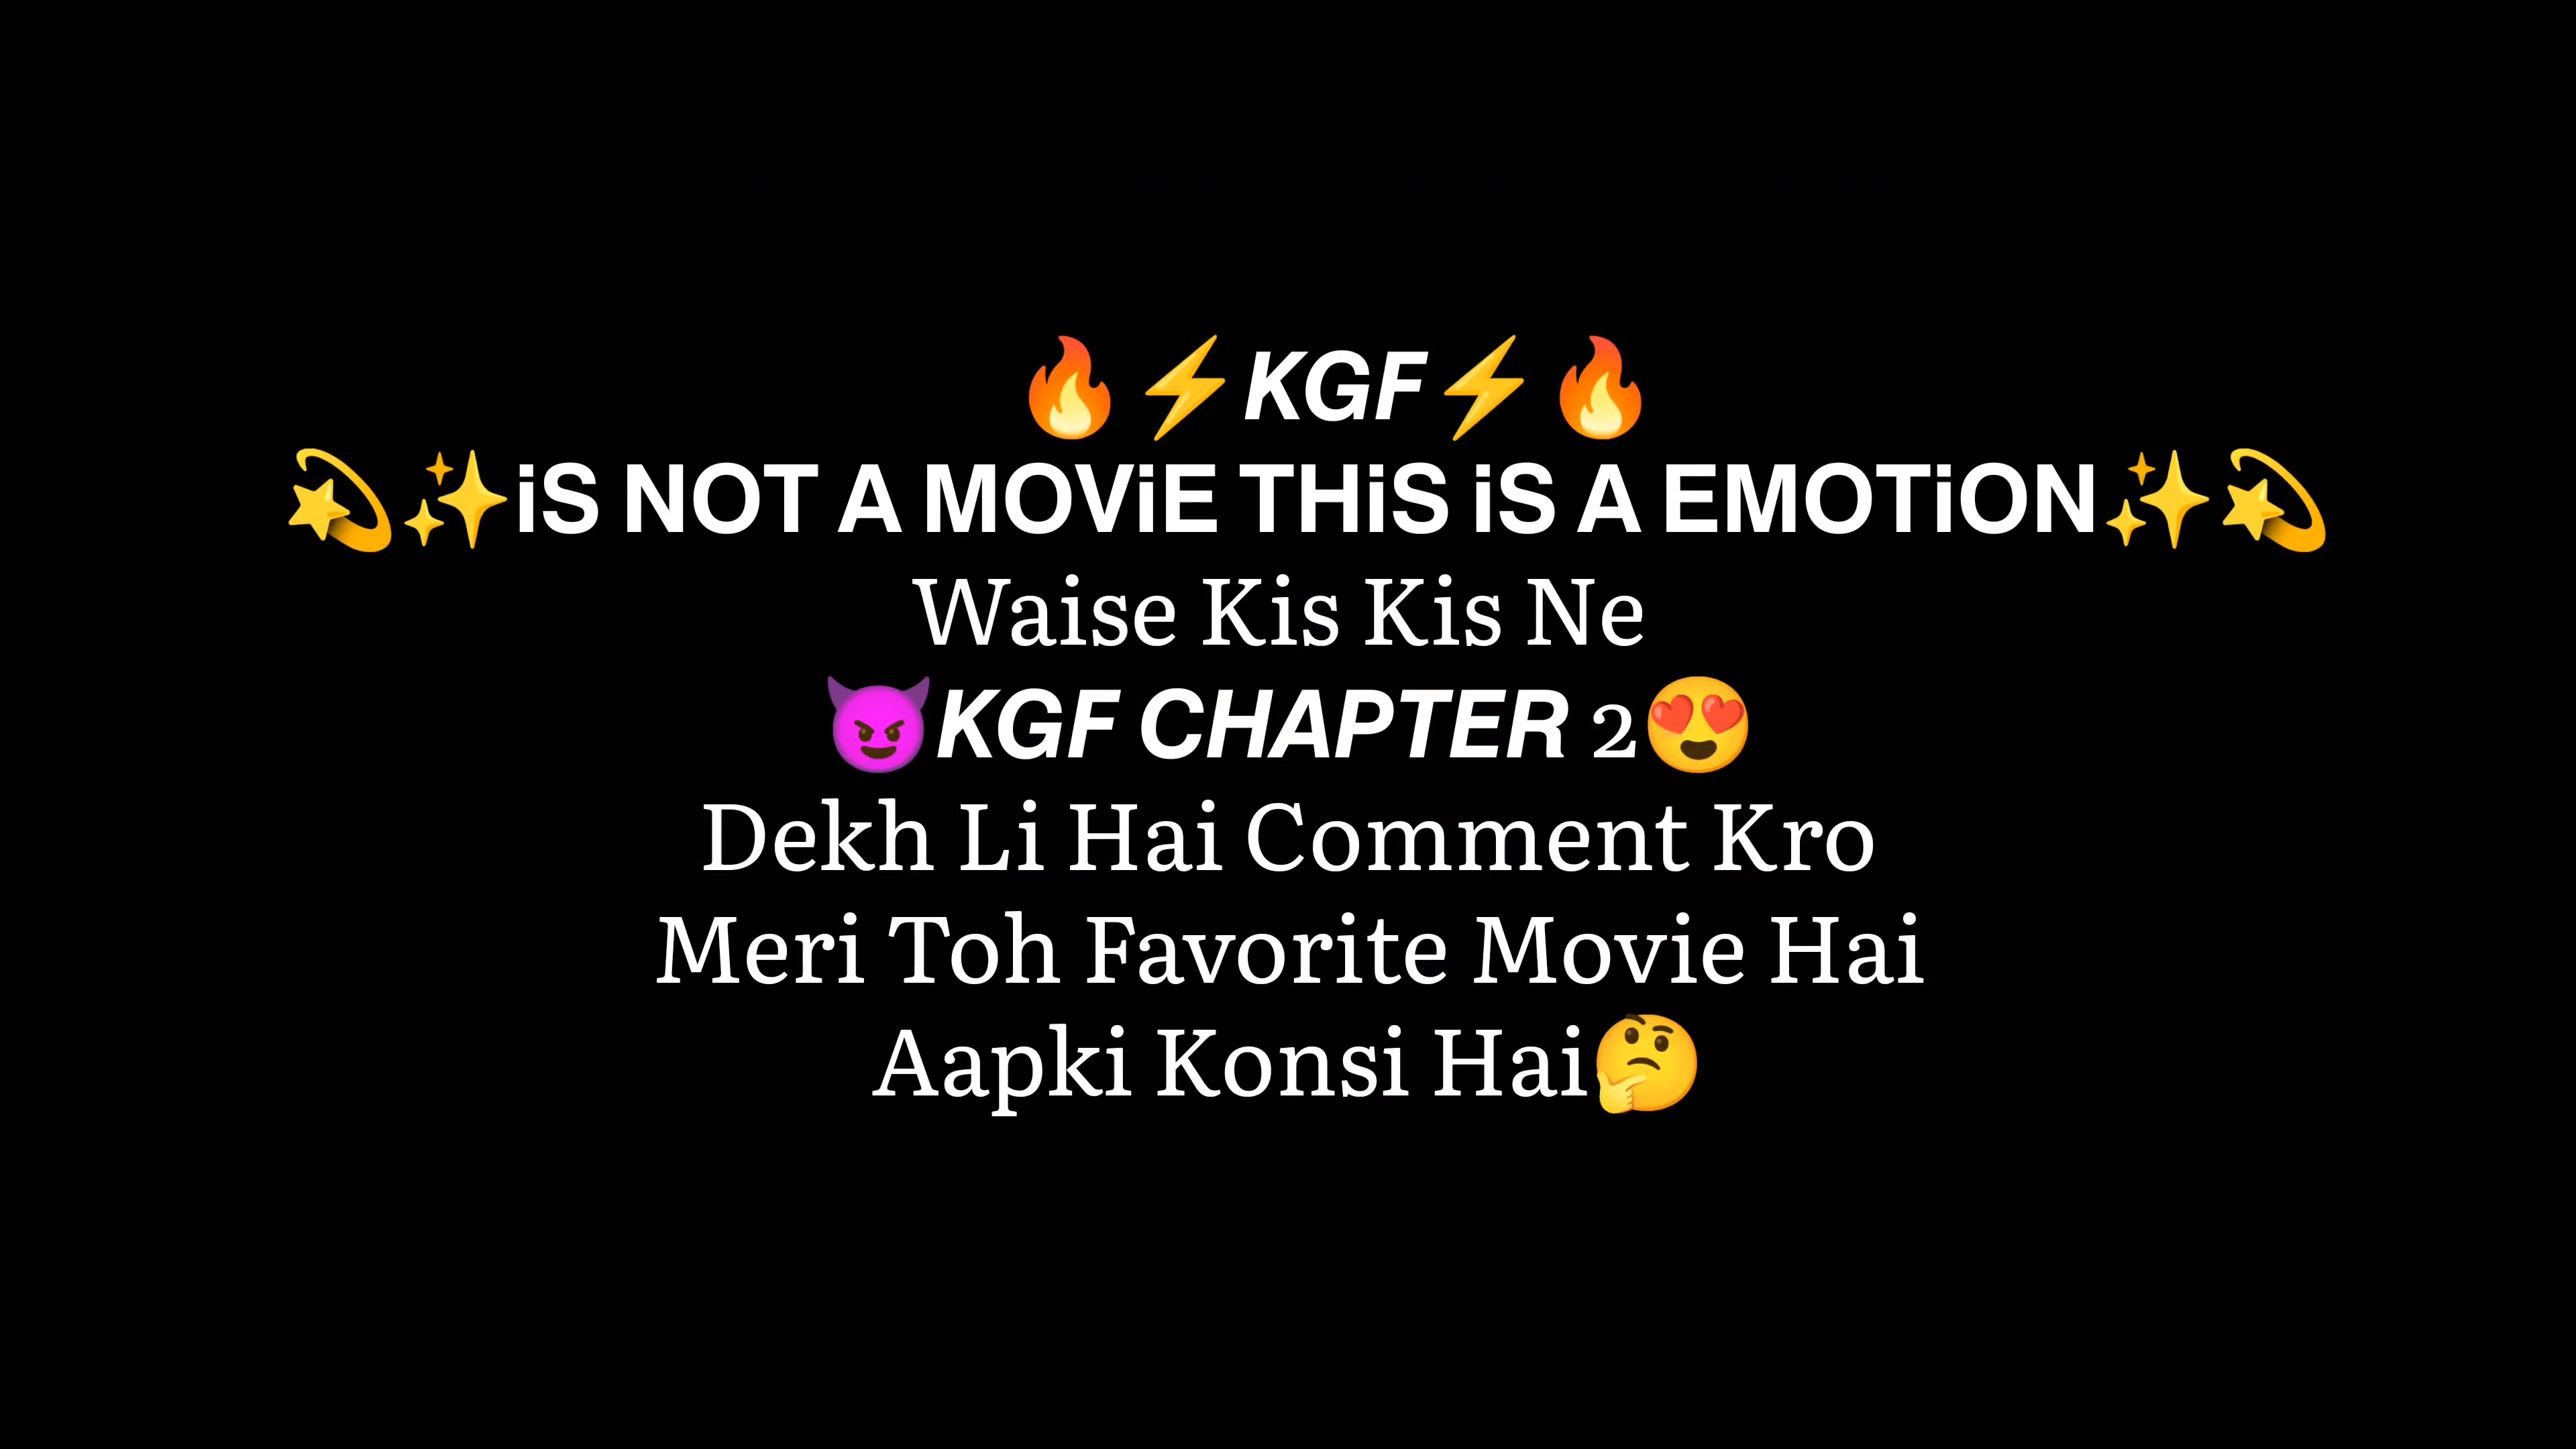 🔥⚡KGF⚡🔥
💫✨iS NOT A MOViE THiS iS A EMOTiON✨💫
Waise Kis Kis Ne
😈KGF CHAPTER 2😍
Dekh Li Hai Comment Kro
Meri Toh Favorite Movie Hai
Aapki Konsi Hai🤔